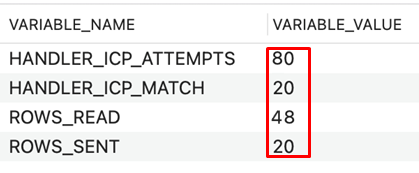 VARIABLE_NAME VARIABLE_VALUE
HANDLER_ICP_ATTEMPTS 80
HANDLER_ICP_MATCH 20
ROWS_READ 48
ROWS_SENT 20